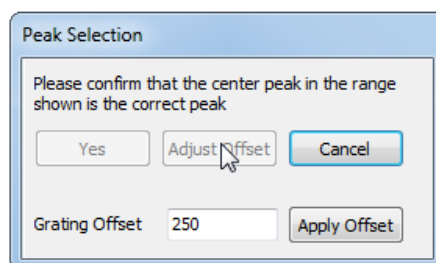 Peak Selection
Please confirm that the center peak in the range
shown is the correct peak
Yes Adjust Offset Cancel
Grating Offset 250 Apply Offset